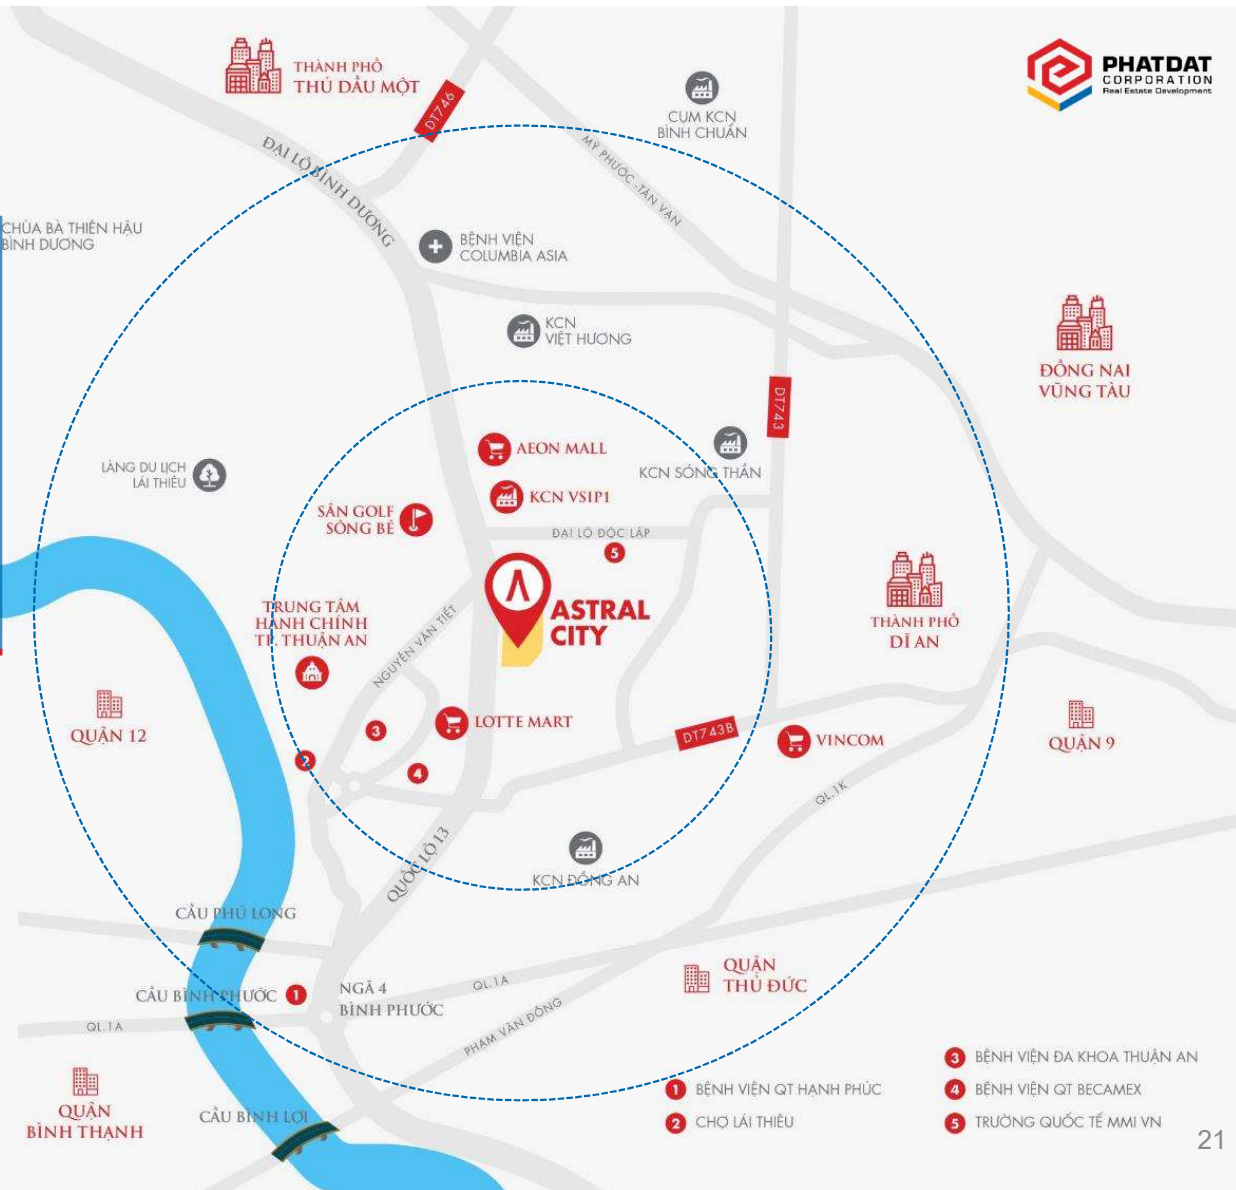 THÀNH PHỐ
THỦ DẦU MỘT
PHATDAT
CORPORATION
Real Estate Development
DT746
CỤM KCN
BÌNH CHUẨN
ĐẠI LỘ BÌNH DƯƠNG
MỸ PHƯỚC -TÂN VẠN
CHÙA BÀ THIÊN HẬU
BÌNH DƯƠNG
BỆNH VIỆN
COLUMBIA ASIA
KCN
VIỆT HƯƠNG
ĐỒNG NAI
VŨNG TÀU
DT743
AEON MALL
LÀNG DU LỊCH
LÁI THIÊU
KCN SÓNG THẦN
KCN VSIP1
SÂN GOLF
SÔNG BÉ
ĐẠI LỘ ĐỘC LẬP
5
ASTRAL
CITY
TRUNG TÂM
HÀNH CHÍNH
TP. THUẬN AN
NGUYỄN VĂN TIẾT
THÀNH PHỐ
DĨ AN
QUẬN 12
3
LOTTE MART
DT743B
VINCOM
QUẬN 9
2
4
QL.1K
QUỐC LỘ 13
KCN ĐỒNG AN
CẦU PHÚ LONG
CẦU BÌNH PHƯỚC
1
NGÃ 4
BÌNH PHƯỚC
QL.1A
QUẬN
THỦ ĐỨC
QL.1A
PHẠM VĂN ĐỒNG
QUẬN
BÌNH THẠNH
CẦU BÌNH LỢI
1 BỆNH VIỆN QT HẠNH PHÚC
2 CHỢ LÁI THIÊU
3 BỆNH VIỆN ĐA KHOA THUẬN AN
4 BỆNH VIỆN QT BECAMEX
5 TRƯỜNG QUỐC TẾ MMI VN
21